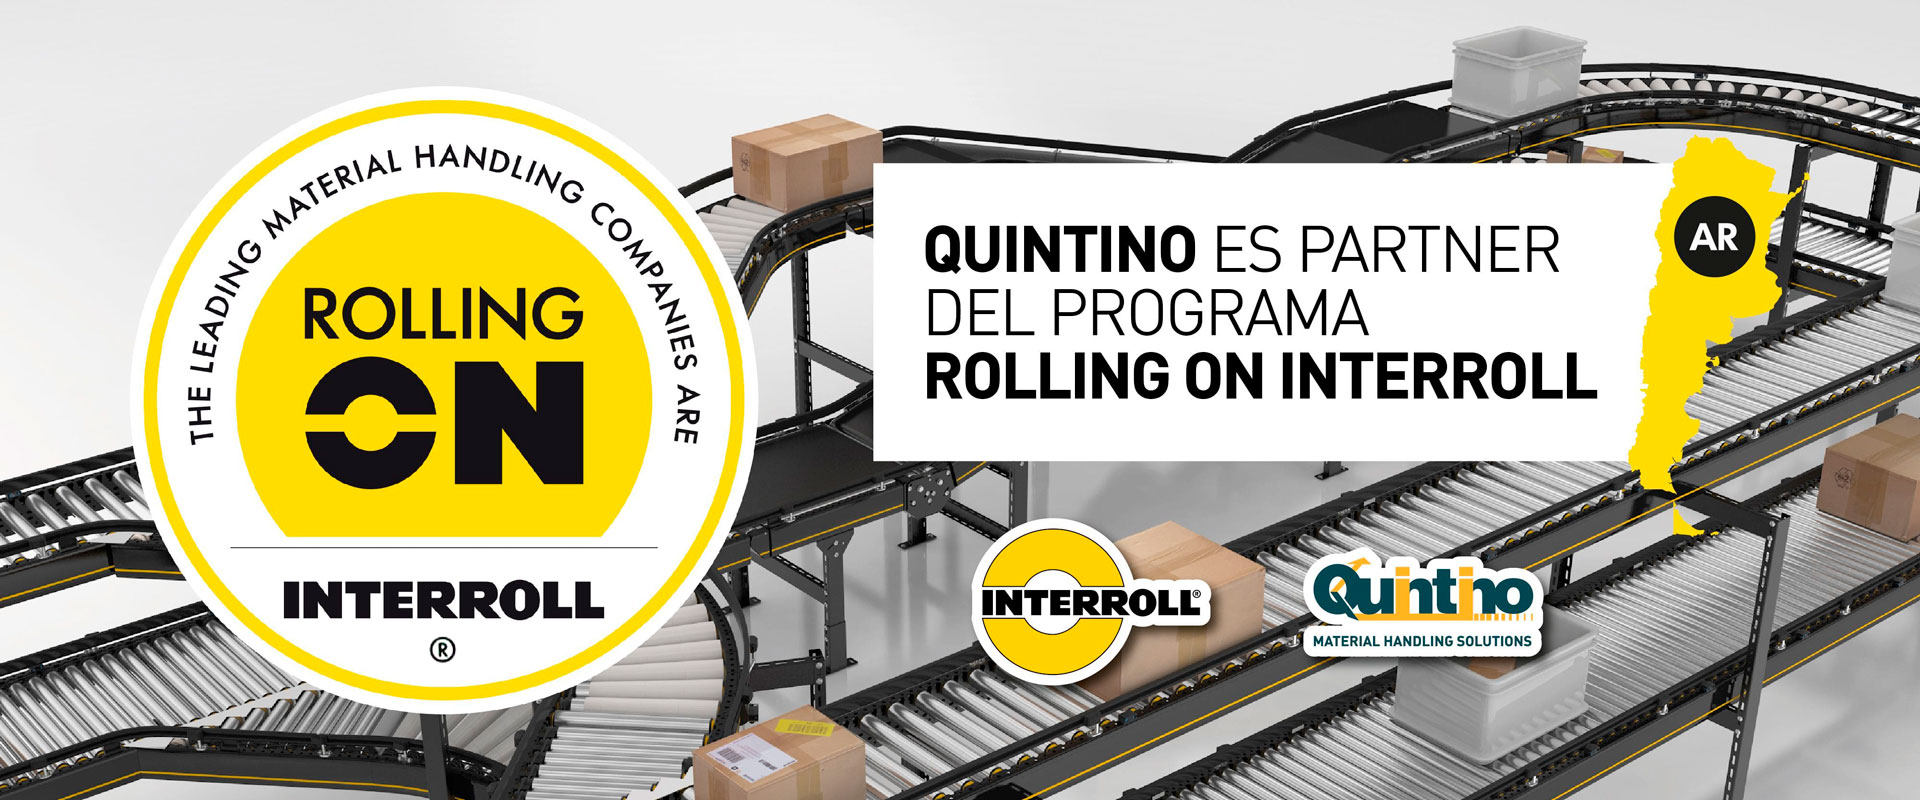 THE LEADING MATERIAL HANDLING COMPANIES ARE
ROLLING
ON
INTERROLL
®
QUINTINO ES PARTNER
DEL PROGRAMA
ROLLING ON INTERROLL
AR
INTERROLL®
Quintino
MATERIAL HANDLING SOLUTIONS